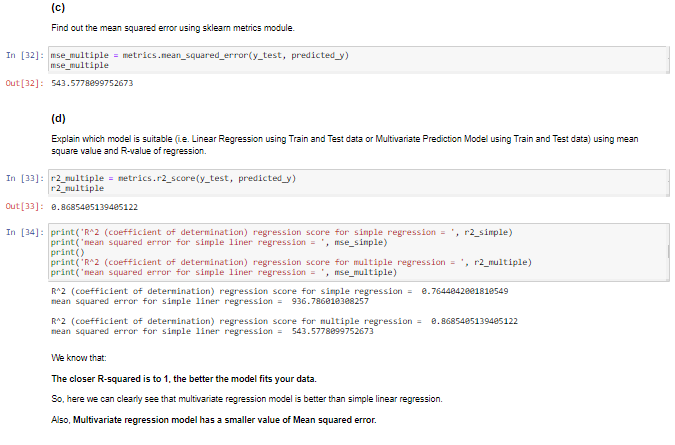 (c)
Find out the mean squared error using sklearn metrics module.
In [32]: mse_multiple = metrics.mean_squared_error(y_test, predicted_y)
mse_multiple
Out[32]: 543.5778099752673
(d)
Explain which model is suitable (i.e. Linear Regression using Train and Test data or Multivariate Prediction Model using Train and Test data) using mean
square value and R-value of regression.
In [33]: r2_multiple = metrics.r2_score(y_test, predicted_y)
r2_multiple
Out[33]: 0.8685405139405122
In [34]: print('R^2 (coefficient of determination) regression score for simple regression = ', r2_simple)
print('mean squared error for simple liner regression = ', mse_simple)
print()
print('R^2 (coefficient of determination) regression score for multiple regression = ', r2_multiple)
print('mean squared error for simple liner regression = ', mse_multiple)
R^2 (coefficient of determination) regression score for simple regression =  0.7644042001810549
mean squared error for simple liner regression =  936.786010308257
R^2 (coefficient of determination) regression score for multiple regression =  0.8685405139405122
mean squared error for simple liner regression =  543.5778099752673
We know that:
The closer R-squared is to 1, the better the model fits your data.
So, here we can clearly see that multivariate regression model is better than simple linear regression.
Also, Multivariate regression model has a smaller value of Mean squared error.